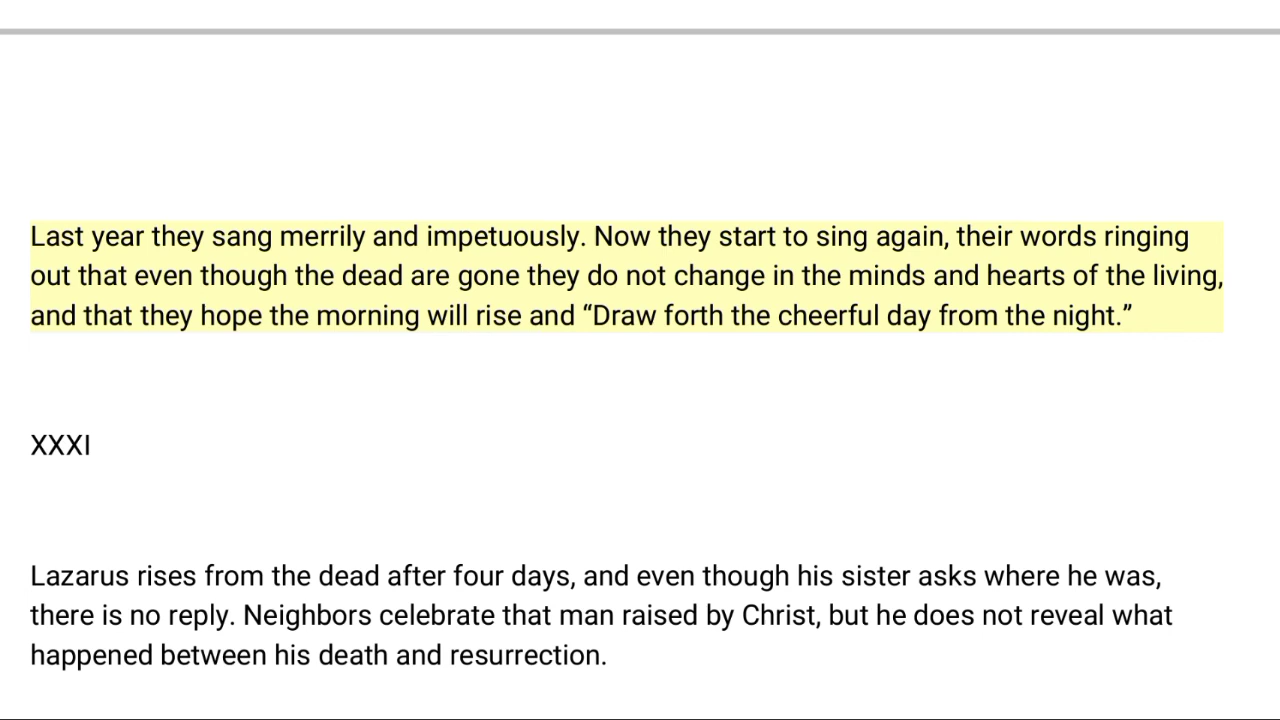 Last year they sang merrily and impetuously. Now they start to sing again, their words ringing
out that even though the dead are gone they do not change in the minds and hearts of the living,
and that they hope the morning will rise and “Draw forth the cheerful day from the night.”
XXXI
Lazarus rises from the dead after four days, and even though his sister asks where he was,
there is no reply. Neighbors celebrate that man raised by Christ, but he does not reveal what
happened between his death and resurrection.